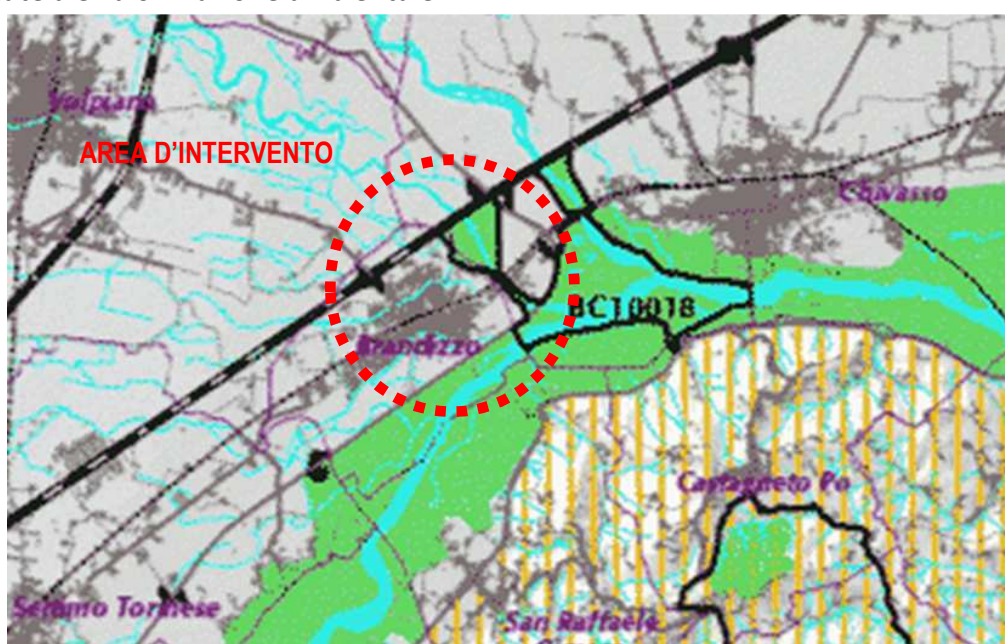 Volpiano
AREA D'INTERVENTO
Chivasso
BC10018
Brandizzo
Castagneto Po
Settimo Torinese
San Raffaele